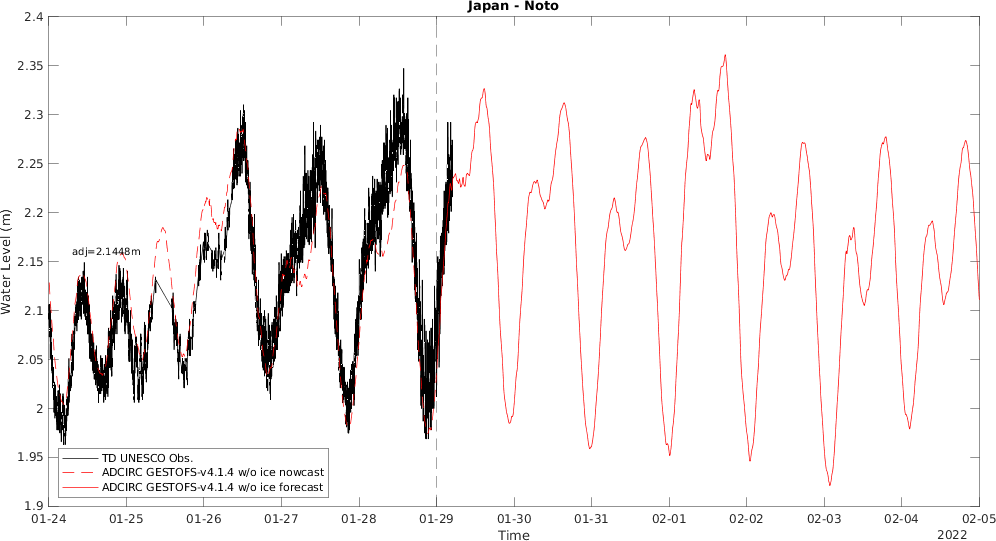 Japan - Noto
2.4
2.35
2.3
2.25
2.2
2.15
2.1
2.05
2
1.95
1.9
Water Level (m)
adj=2.1448m
TD UNESCO Obs.
ADCIRC GESTOFS-v4.1.4 w/o ice nowcast
ADCIRC GESTOFS-v4.1.4 w/o ice forecast
01-24 01-25 01-26 01-27 01-28 01-29 01-30 01-31 02-01 02-02 02-03 02-04 02-05
Time
2022